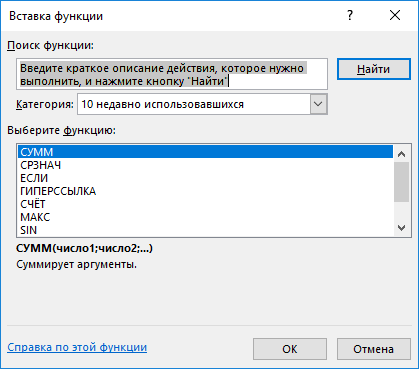 Вставка функции
Поиск функции:
Введите краткое описание действия, которое нужно
выполнить, и нажмите кнопку "Найти"
Найти
Категория: 10 недавно использовавшихся
Выберите функцию:
СУММ
СРЗНАЧ
ЕСЛИ
ГИПЕРССЫЛКА
СЧЁТ
МАКС
SIN
СУММ(число1;число2;...)
Суммирует аргументы.
Справка по этой функции
ОК
Отмена